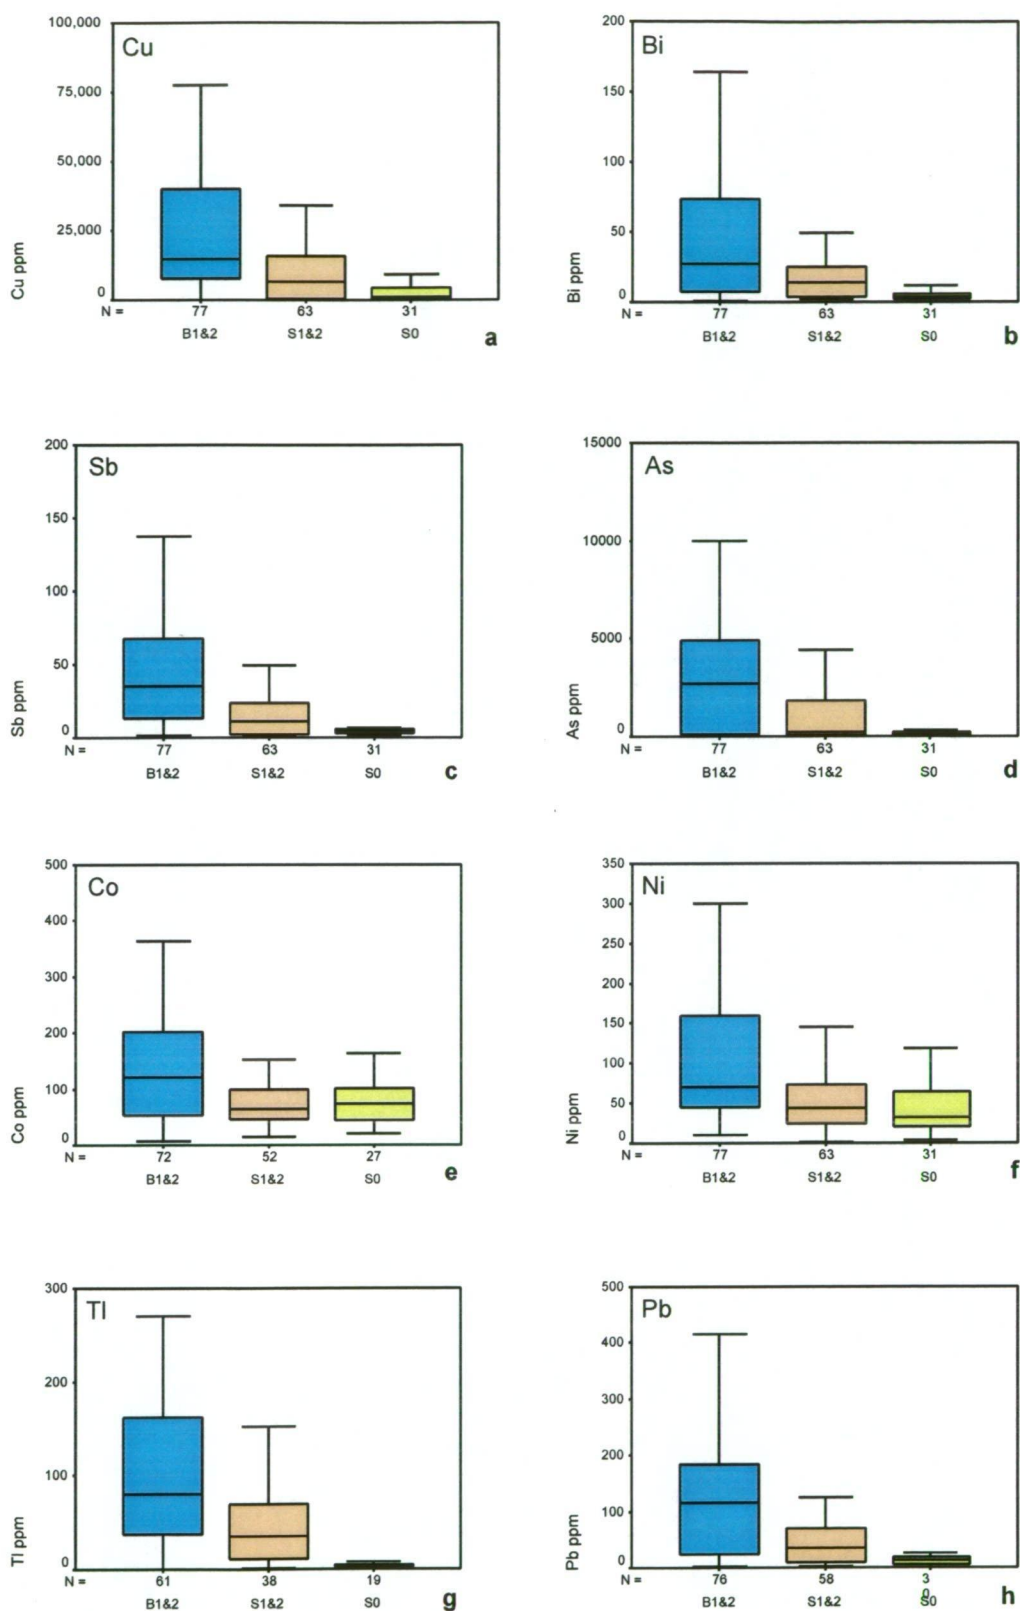 100,000
Cu
75,000
50,000
25,000
Cu ppm
0
N = 77 63 31
B1&2 S1&2 S0 a
200
Bi
150
100
50
Bi ppm
0
N = 77 63 31
B1&2 S1&2 S0 b
200
Sb
150
100
50
Sb ppm
0
N = 77 63 31
B1&2 S1&2 S0 c
15000
As
10000
5000
As ppm
0
N = 77 63 31
B1&2 S1&2 S0 d
500
Co
400
300
200
100
Co ppm
0
N = 72 52 27
B1&2 S1&2 S0 e
350
Ni
300
250
200
150
100
50
Ni ppm
0
N = 77 63 31
B1&2 S1&2 S0 f
300
Tl
200
100
Tl ppm
0
N = 61 38 19
B1&2 S1&2 S0 g
500
Pb
400
300
200
100
Pb ppm
0
N = 76 58 3
0
B1&2 S1&2 S0 h